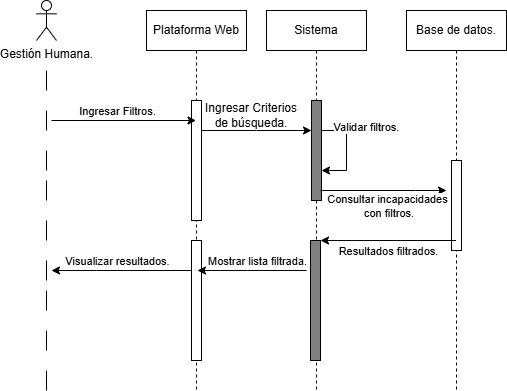 Gestión Humana.
Plataforma Web
Sistema
Base de datos.
Ingresar Filtros.
Ingresar Criterios
de búsqueda.
Validar filtros.
Consultar incapacidades
con filtros.
Resultados filtrados.
Mostrar lista filtrada.
Visualizar resultados.